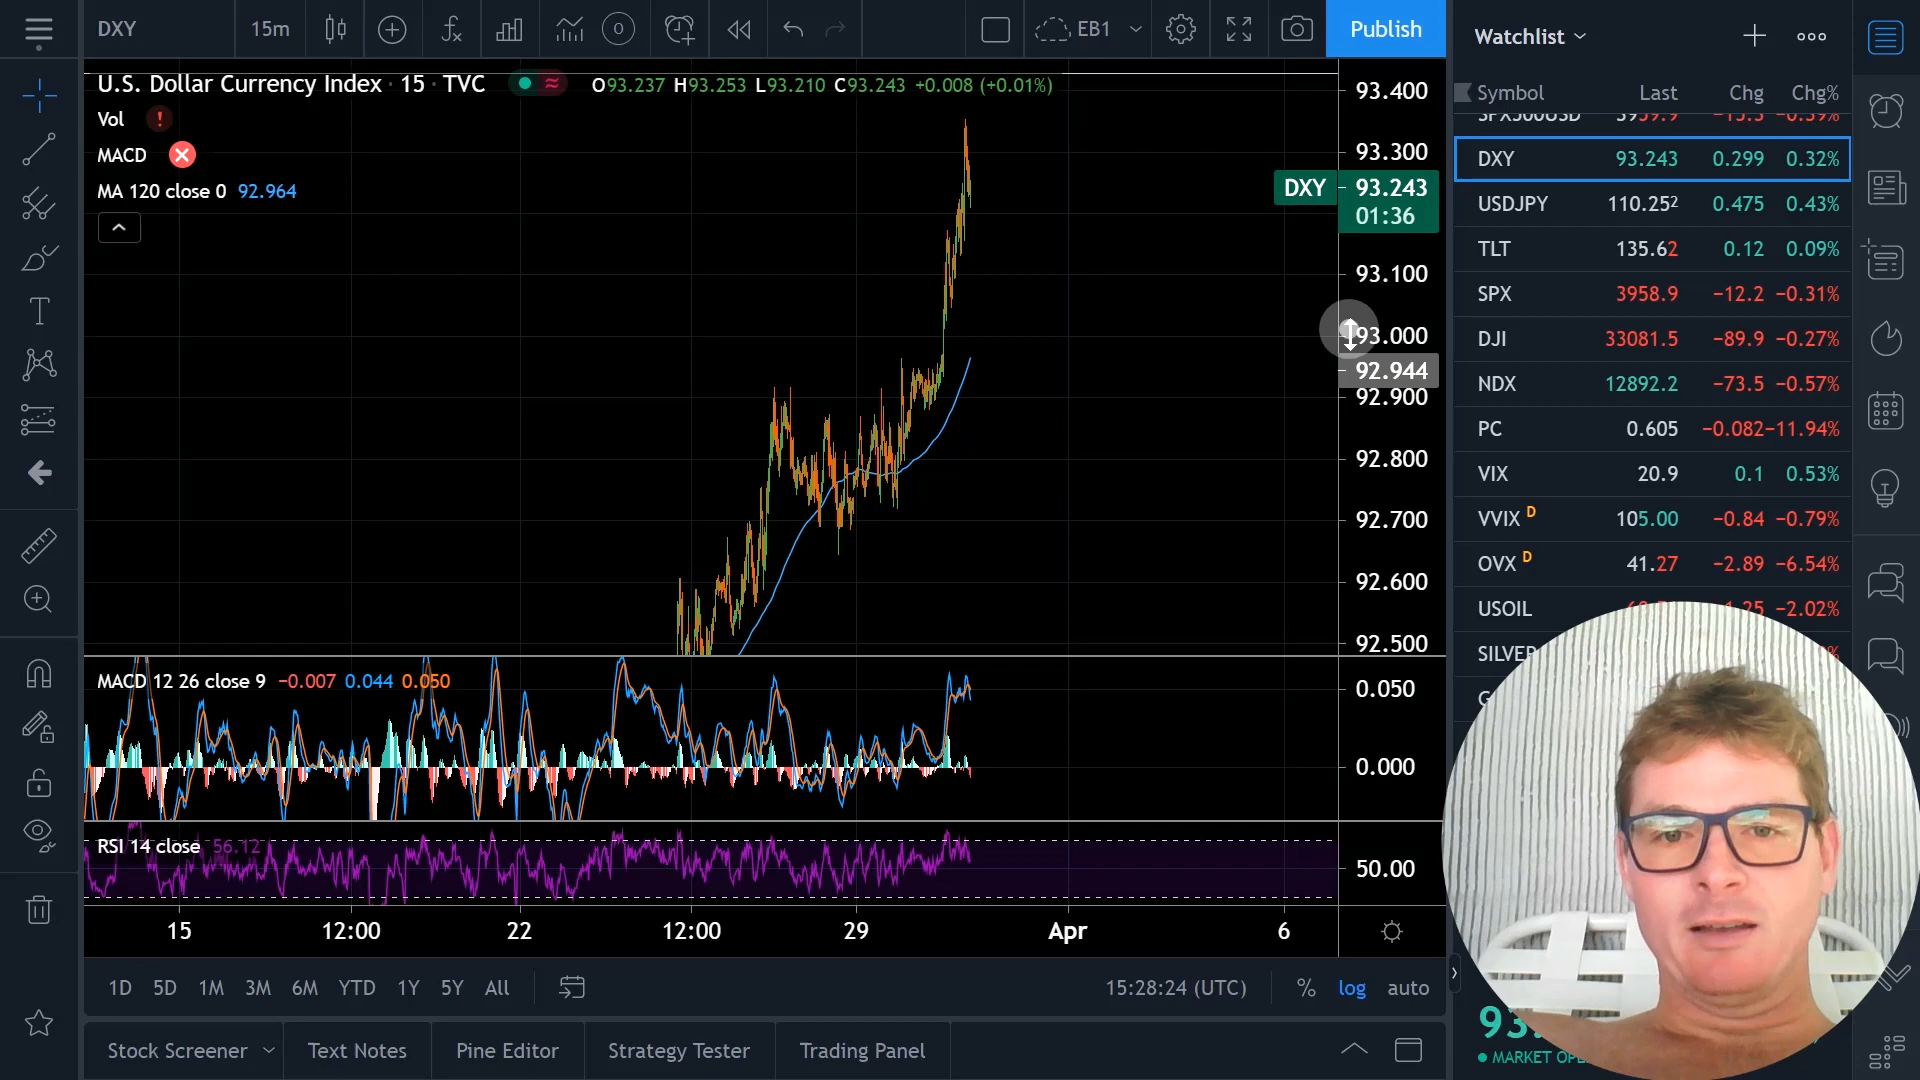 DXY 15m EB1 Publish
U.S. Dollar Currency Index · 15 · TVC O93.237 H93.253 L93.210 C93.243 +0.008 (+0.01%)
Vol
MACD
MA 120 close 0 92.964
93.400
93.300
DXY 93.243
01:36
93.100
93.000
92.944
92.900
92.800
92.700
92.600
92.500
MACD 12 26 close 9 −0.007 0.044 0.050
0.050
0.000
RSI 14 close 56.12
50.00
15 12:00 22 12:00 29 Apr 6
1D 5D 1M 3M 6M YTD 1Y 5Y All 15:28:24 (UTC) % log auto
Stock Screener Text Notes Pine Editor Strategy Tester Trading Panel
Watchlist
Symbol Last Chg Chg%
SPX500USD
DXY 93.243 0.299 0.32%
USDJPY 110.252 0.475 0.43%
TLT 135.62 0.12 0.09%
SPX 3958.9 −12.2 −0.31%
DJI 33081.5 −89.9 −0.27%
NDX 12892.2 −73.5 −0.57%
PC 0.605 −0.082 −11.94%
VIX 20.9 0.1 0.53%
VVIX D 105.00 −0.84 −0.79%
OVX D 41.27 −2.89 −6.54%
USOIL −2.02%
SILVER
MARKET